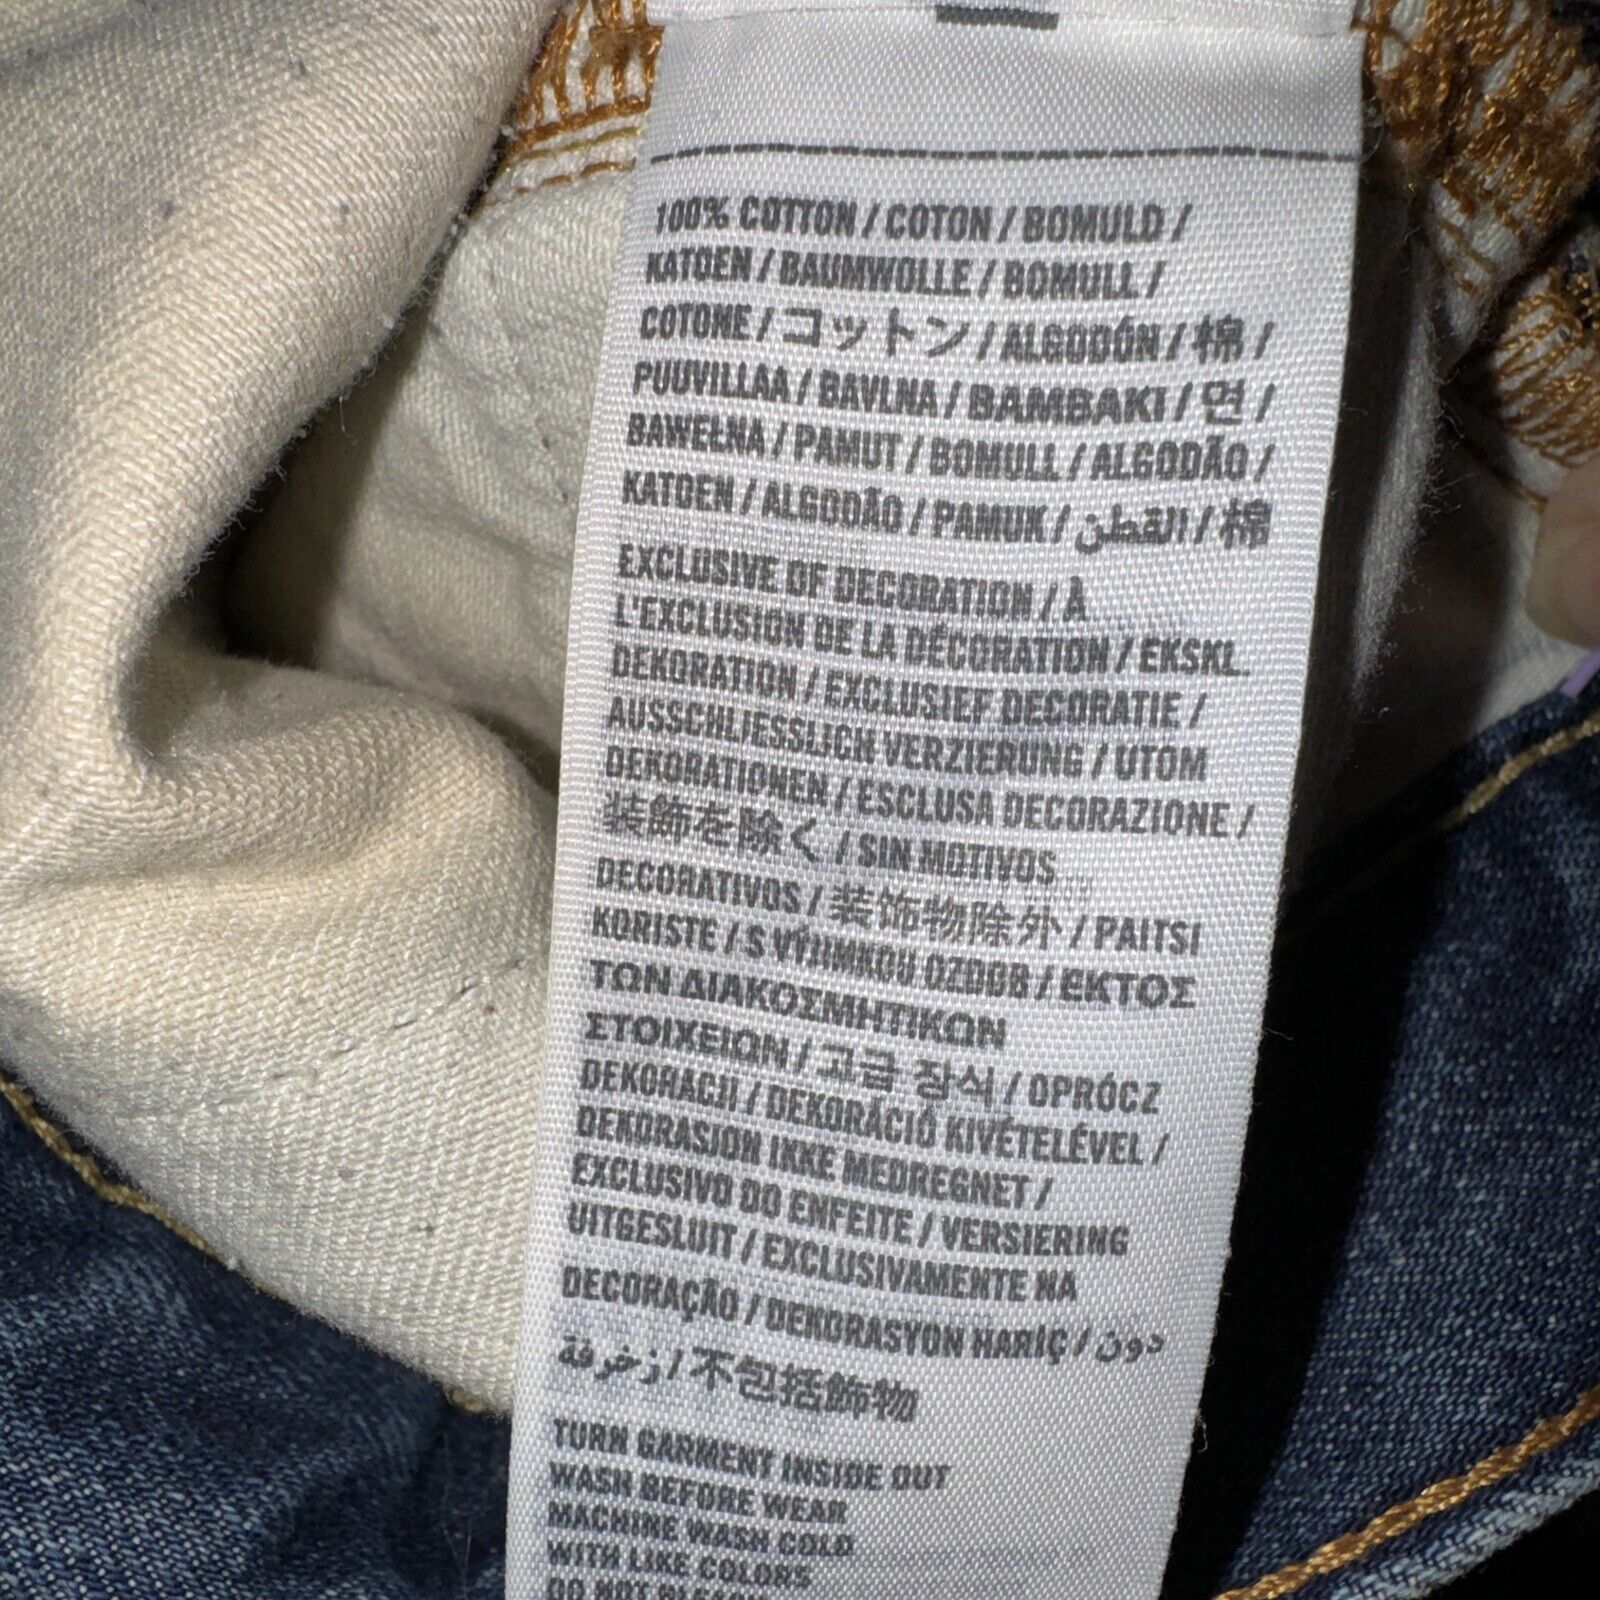 100% COTTON / COTON / BOMULD /
KATOEN / BAUMWOLLE / BOMULL /
COTONE / コットン / ALGODÓN / 棉 /
PUUVILLAA / BAVLNA / BAMBAKI / 면 /
BAWEŁNA / PAMUT / BOMULL / ALGODÃO /
KATOEN / ALGODÃO / PAMUK / القطن / 棉
EXCLUSIVE OF DECORATION / À
L'EXCLUSION DE LA DÉCORATION / EKSKL
DEKORATION / EXCLUSIEF DECORATIE /
AUSSCHLIESSLICH VERZIERUNG / UTOM
DEKORATIONEN / ESCLUSA DECORAZIONE /
装飾を除く / SIN MOTIVOS
DECORATIVOS / 装饰物除外 / PAITSI
KORISTE / S VÝJIMKOU OZDOB / ΕΚΤΟΣ
ΤΩΝ ΔΙΑΚΟΣΜΗΤΙΚΩΝ
ΣΤΟΙΧΕΙΩΝ / 고급 장식 / OPRÓCZ
DEKORACJI / DEKORÁCIÓ KIVÉTELÉVEL /
DEKORASJON IKKE MEDREGNET /
EXCLUSIVO DO ENFEITE / VERSIERING
UITGESLUIT / EXCLUSIVAMENTE NA
DECORAÇÃO / DEKORASYON HARİÇ / دون
زخرفة / 不包括飾物
TURN GARMENT INSIDE OUT
WASH BEFORE WEAR
MACHINE WASH COLD
WITH LIKE COLORS
DO NOT BLEACH